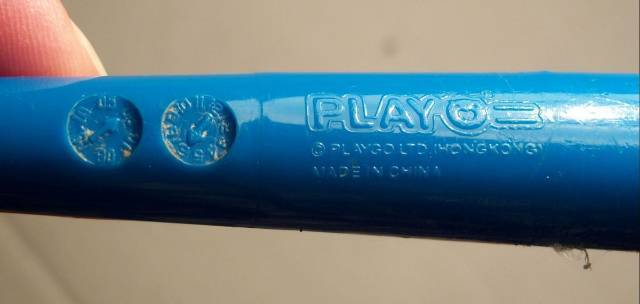 PLAYGO
© PLAYGO LTD.(HONGKONG)
MADE IN CHINA